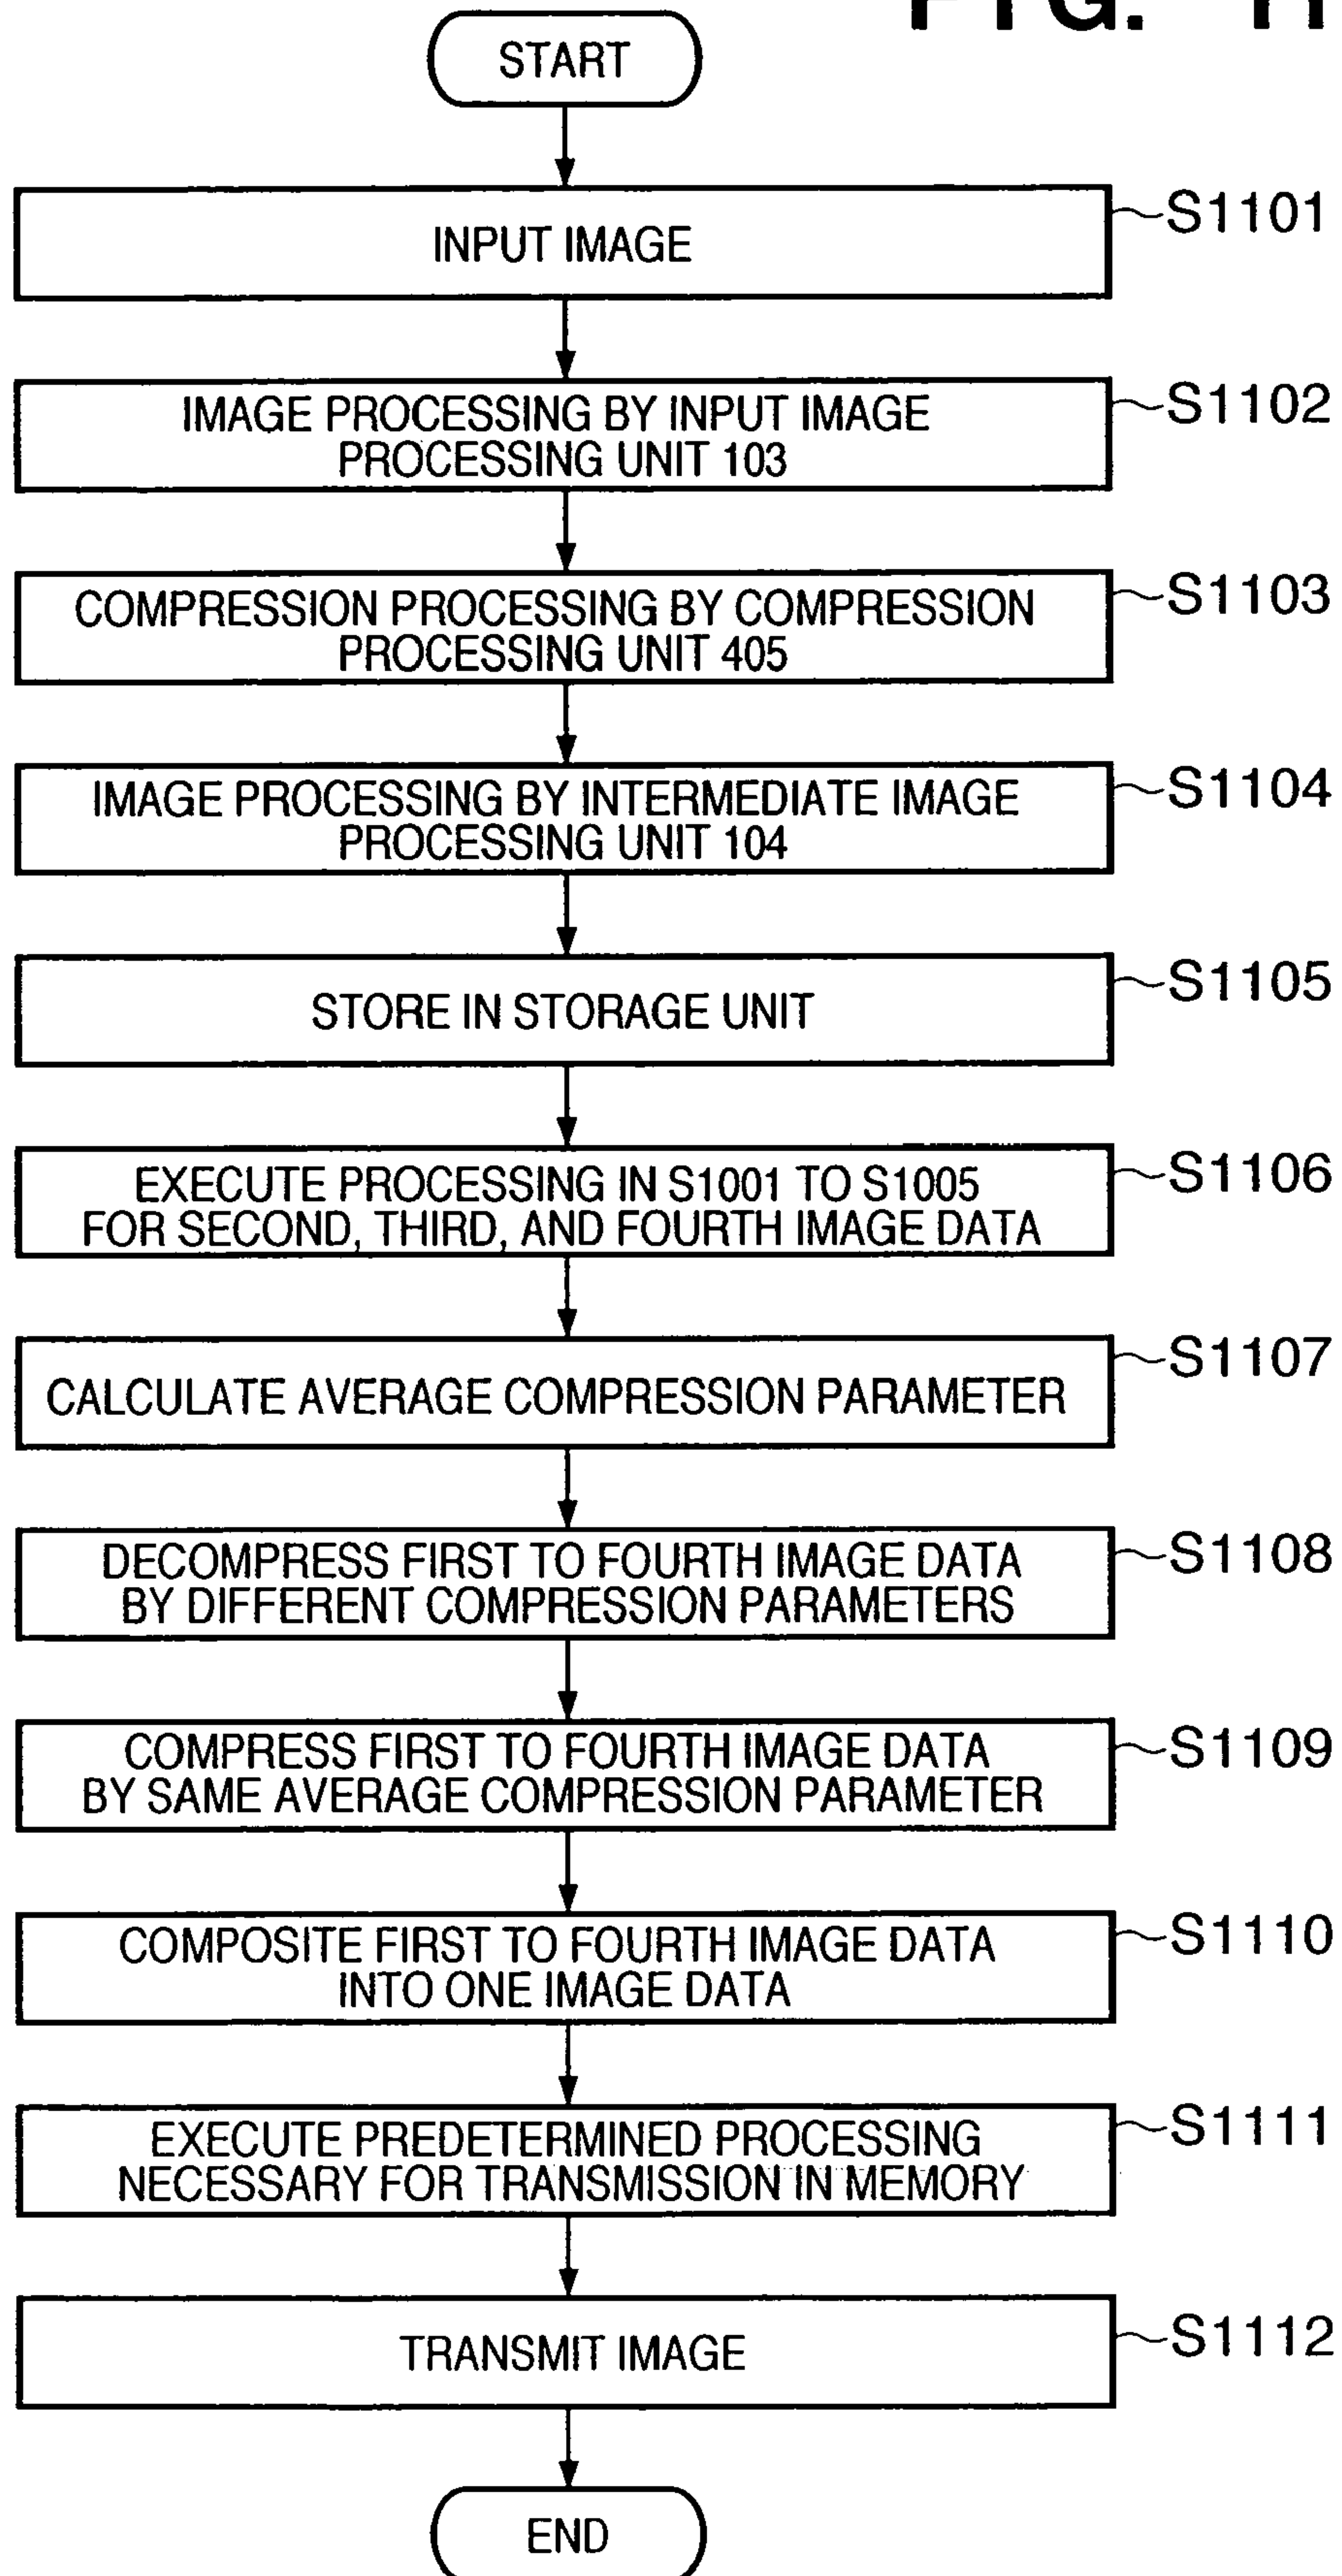 FIG. 11
START
INPUT IMAGE
S1101
IMAGE PROCESSING BY INPUT IMAGE
PROCESSING UNIT 103
S1102
COMPRESSION PROCESSING BY COMPRESSION
PROCESSING UNIT 405
S1103
IMAGE PROCESSING BY INTERMEDIATE IMAGE
PROCESSING UNIT 104
S1104
STORE IN STORAGE UNIT
S1105
EXECUTE PROCESSING IN S1001 TO S1005
FOR SECOND, THIRD, AND FOURTH IMAGE DATA
S1106
CALCULATE AVERAGE COMPRESSION PARAMETER
S1107
DECOMPRESS FIRST TO FOURTH IMAGE DATA
BY DIFFERENT COMPRESSION PARAMETERS
S1108
COMPRESS FIRST TO FOURTH IMAGE DATA
BY SAME AVERAGE COMPRESSION PARAMETER
S1109
COMPOSITE FIRST TO FOURTH IMAGE DATA
INTO ONE IMAGE DATA
S1110
EXECUTE PREDETERMINED PROCESSING
NECESSARY FOR TRANSMISSION IN MEMORY
S1111
TRANSMIT IMAGE
S1112
END